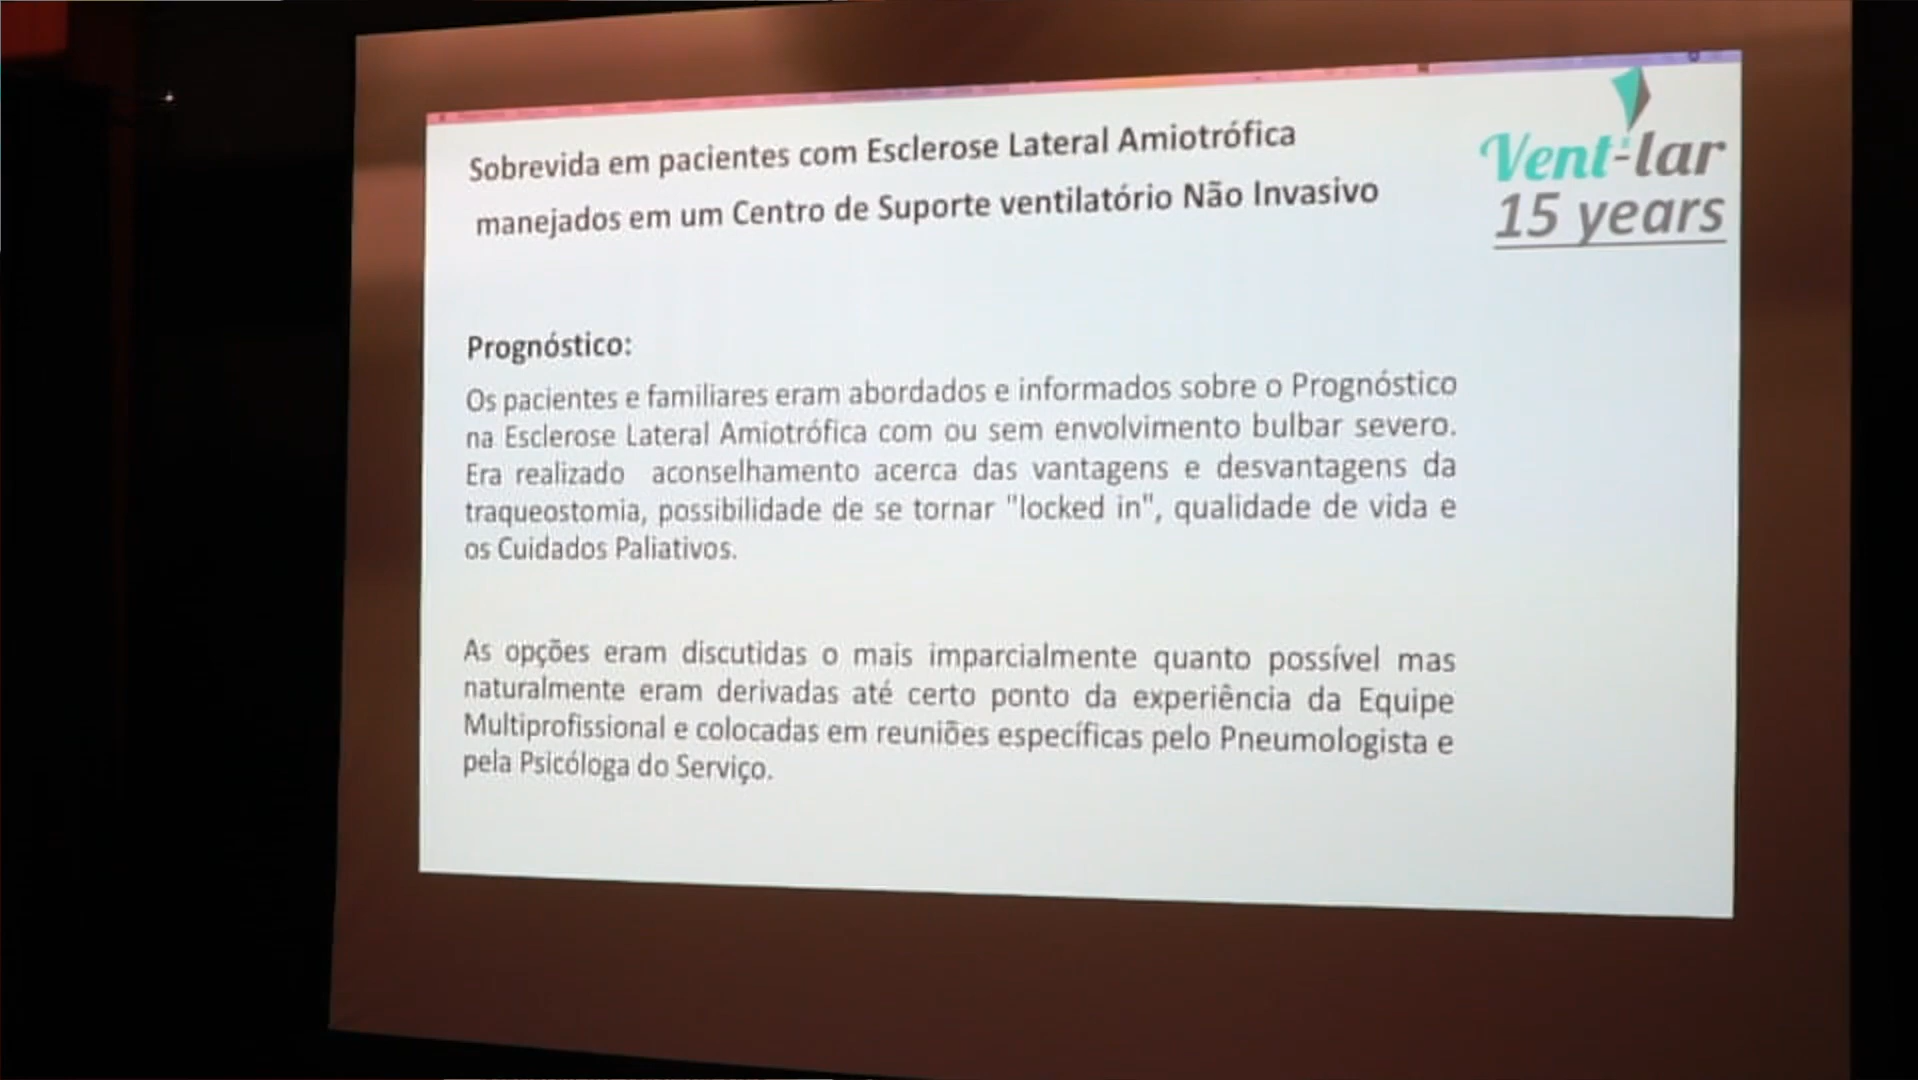 Sobrevida em pacientes com Esclerose Lateral Amiotrófica
manejados em um Centro de Suporte ventilatório Não Invasivo
Vent-lar
15 years
Prognóstico:
Os pacientes e familiares eram abordados e informados sobre o Prognóstico
na Esclerose Lateral Amiotrófica com ou sem envolvimento bulbar severo.
Era realizado aconselhamento acerca das vantagens e desvantagens da
traqueostomia, possibilidade de se tornar "locked in", qualidade de vida e
os Cuidados Paliativos.
As opções eram discutidas o mais imparcialmente quanto possível mas
naturalmente eram derivadas até certo ponto da experiência da Equipe
Multiprofissional e colocadas em reuniões específicas pelo Pneumologista e
pela Psicóloga do Serviço.